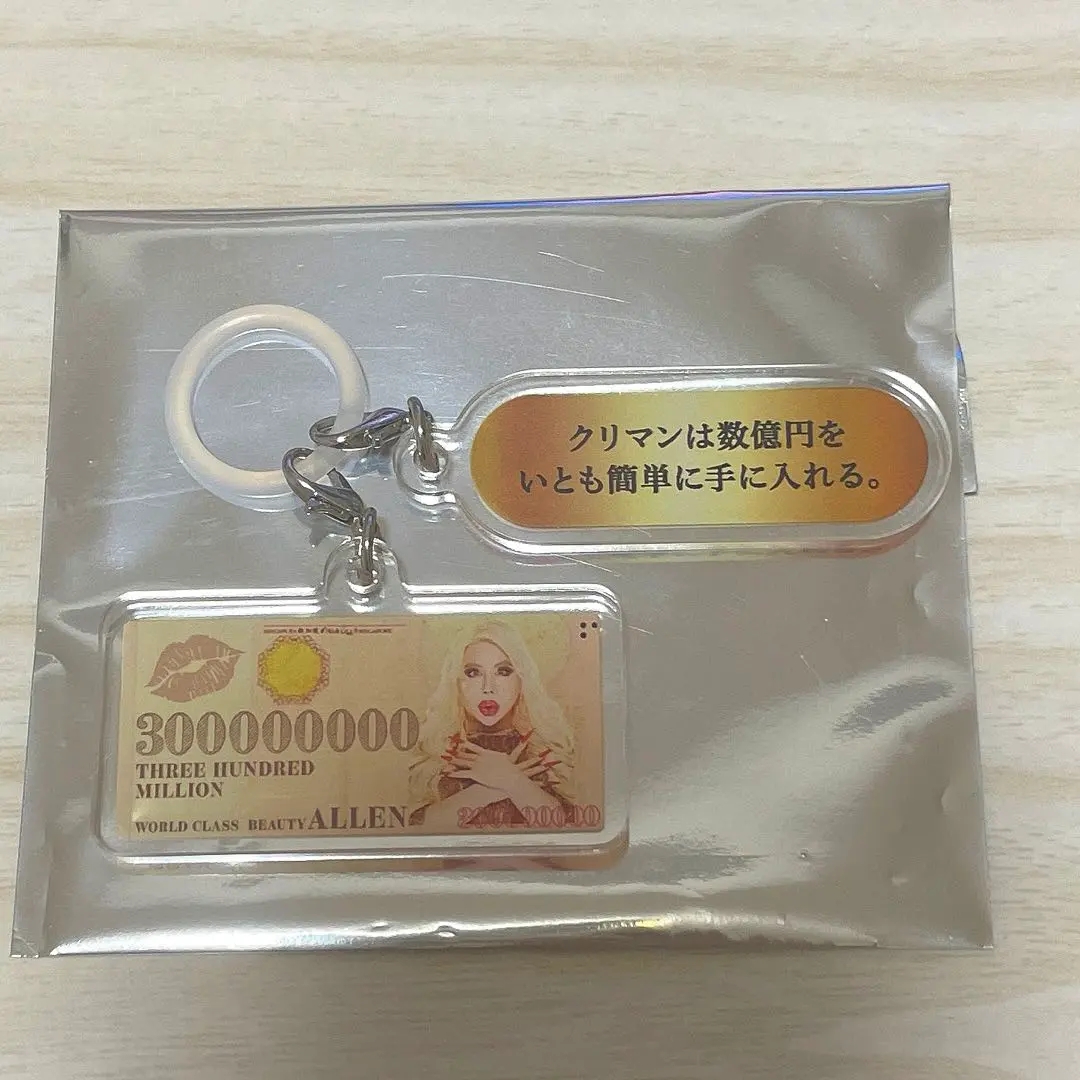 クリマンは数億円を
いとも簡単に手に入れる。
300000000
THREE HUNDRED
MILLION
WORLD CLASS BEAUTY ALLEN